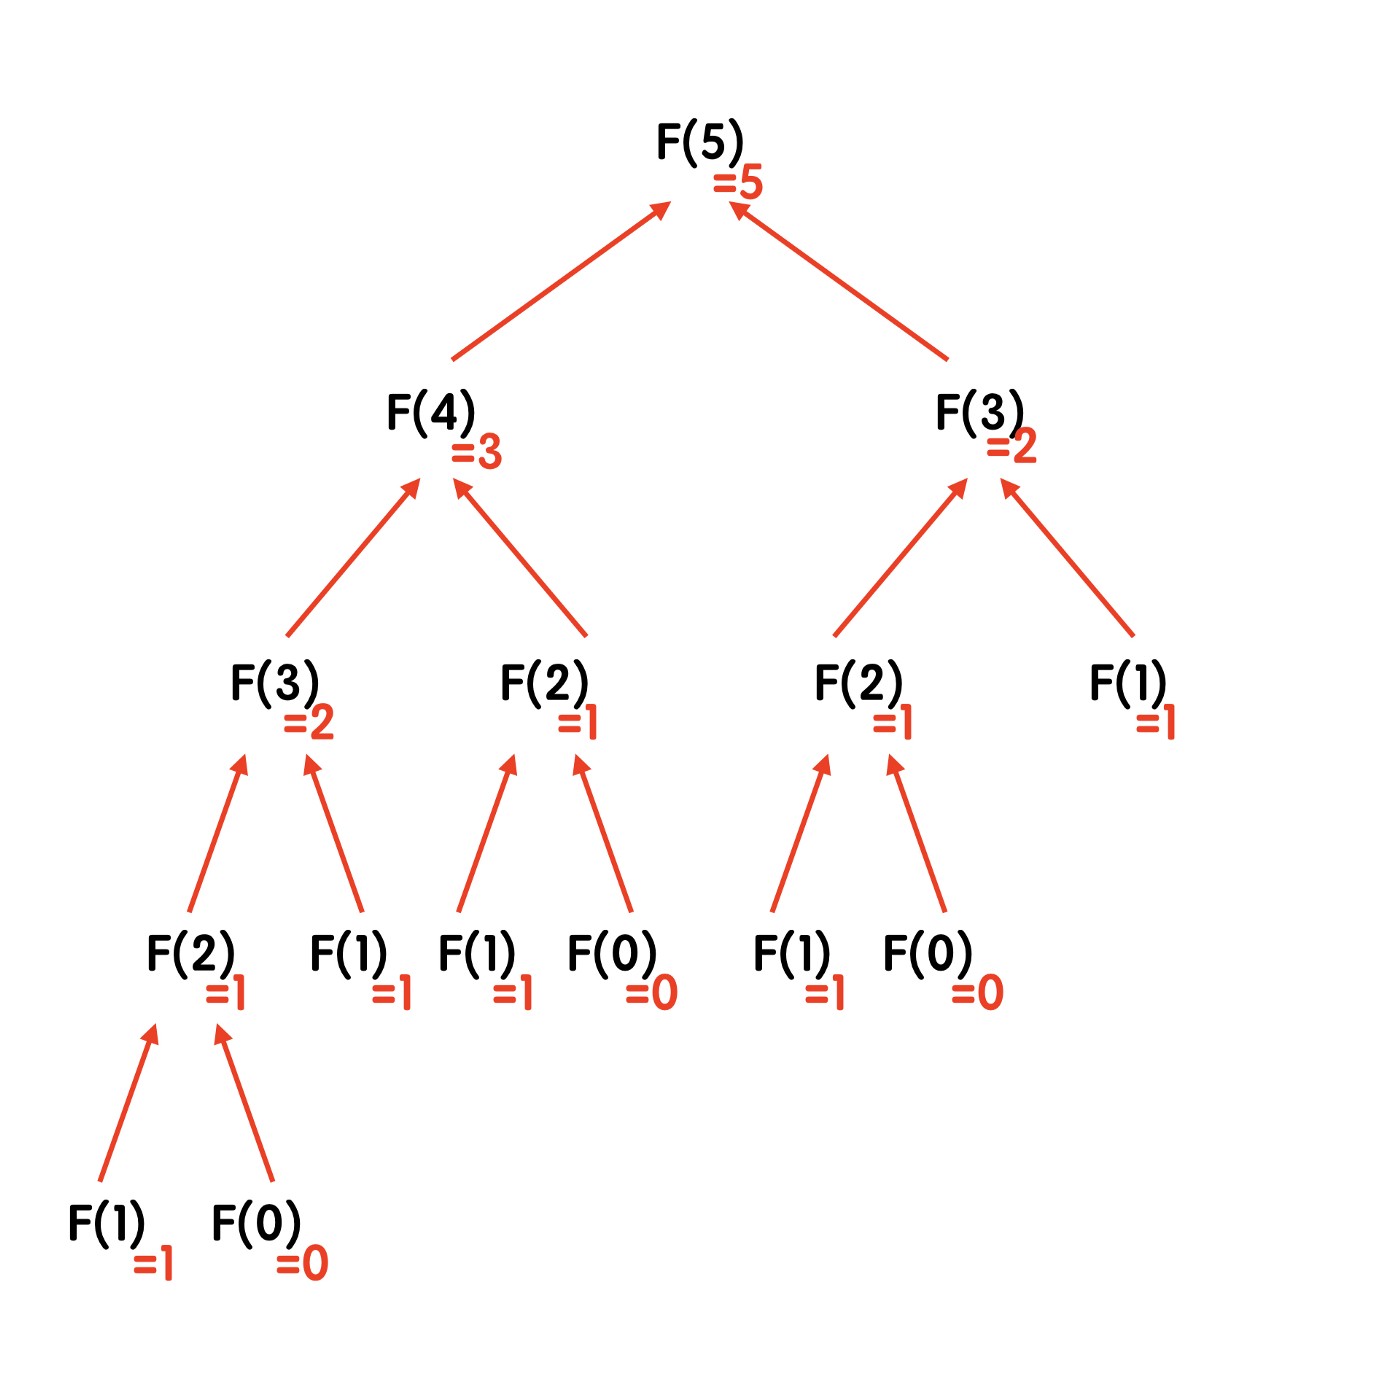 F(5)
=5
F(4)
=3
F(3)
=2
F(3)
=2
F(2)
=1
F(2)
=1
F(1)
=1
F(2)
=1
F(1)
=1
F(1)
=1
F(0)
=0
F(1)
=1
F(0)
=0
F(1)
=1
F(0)
=0